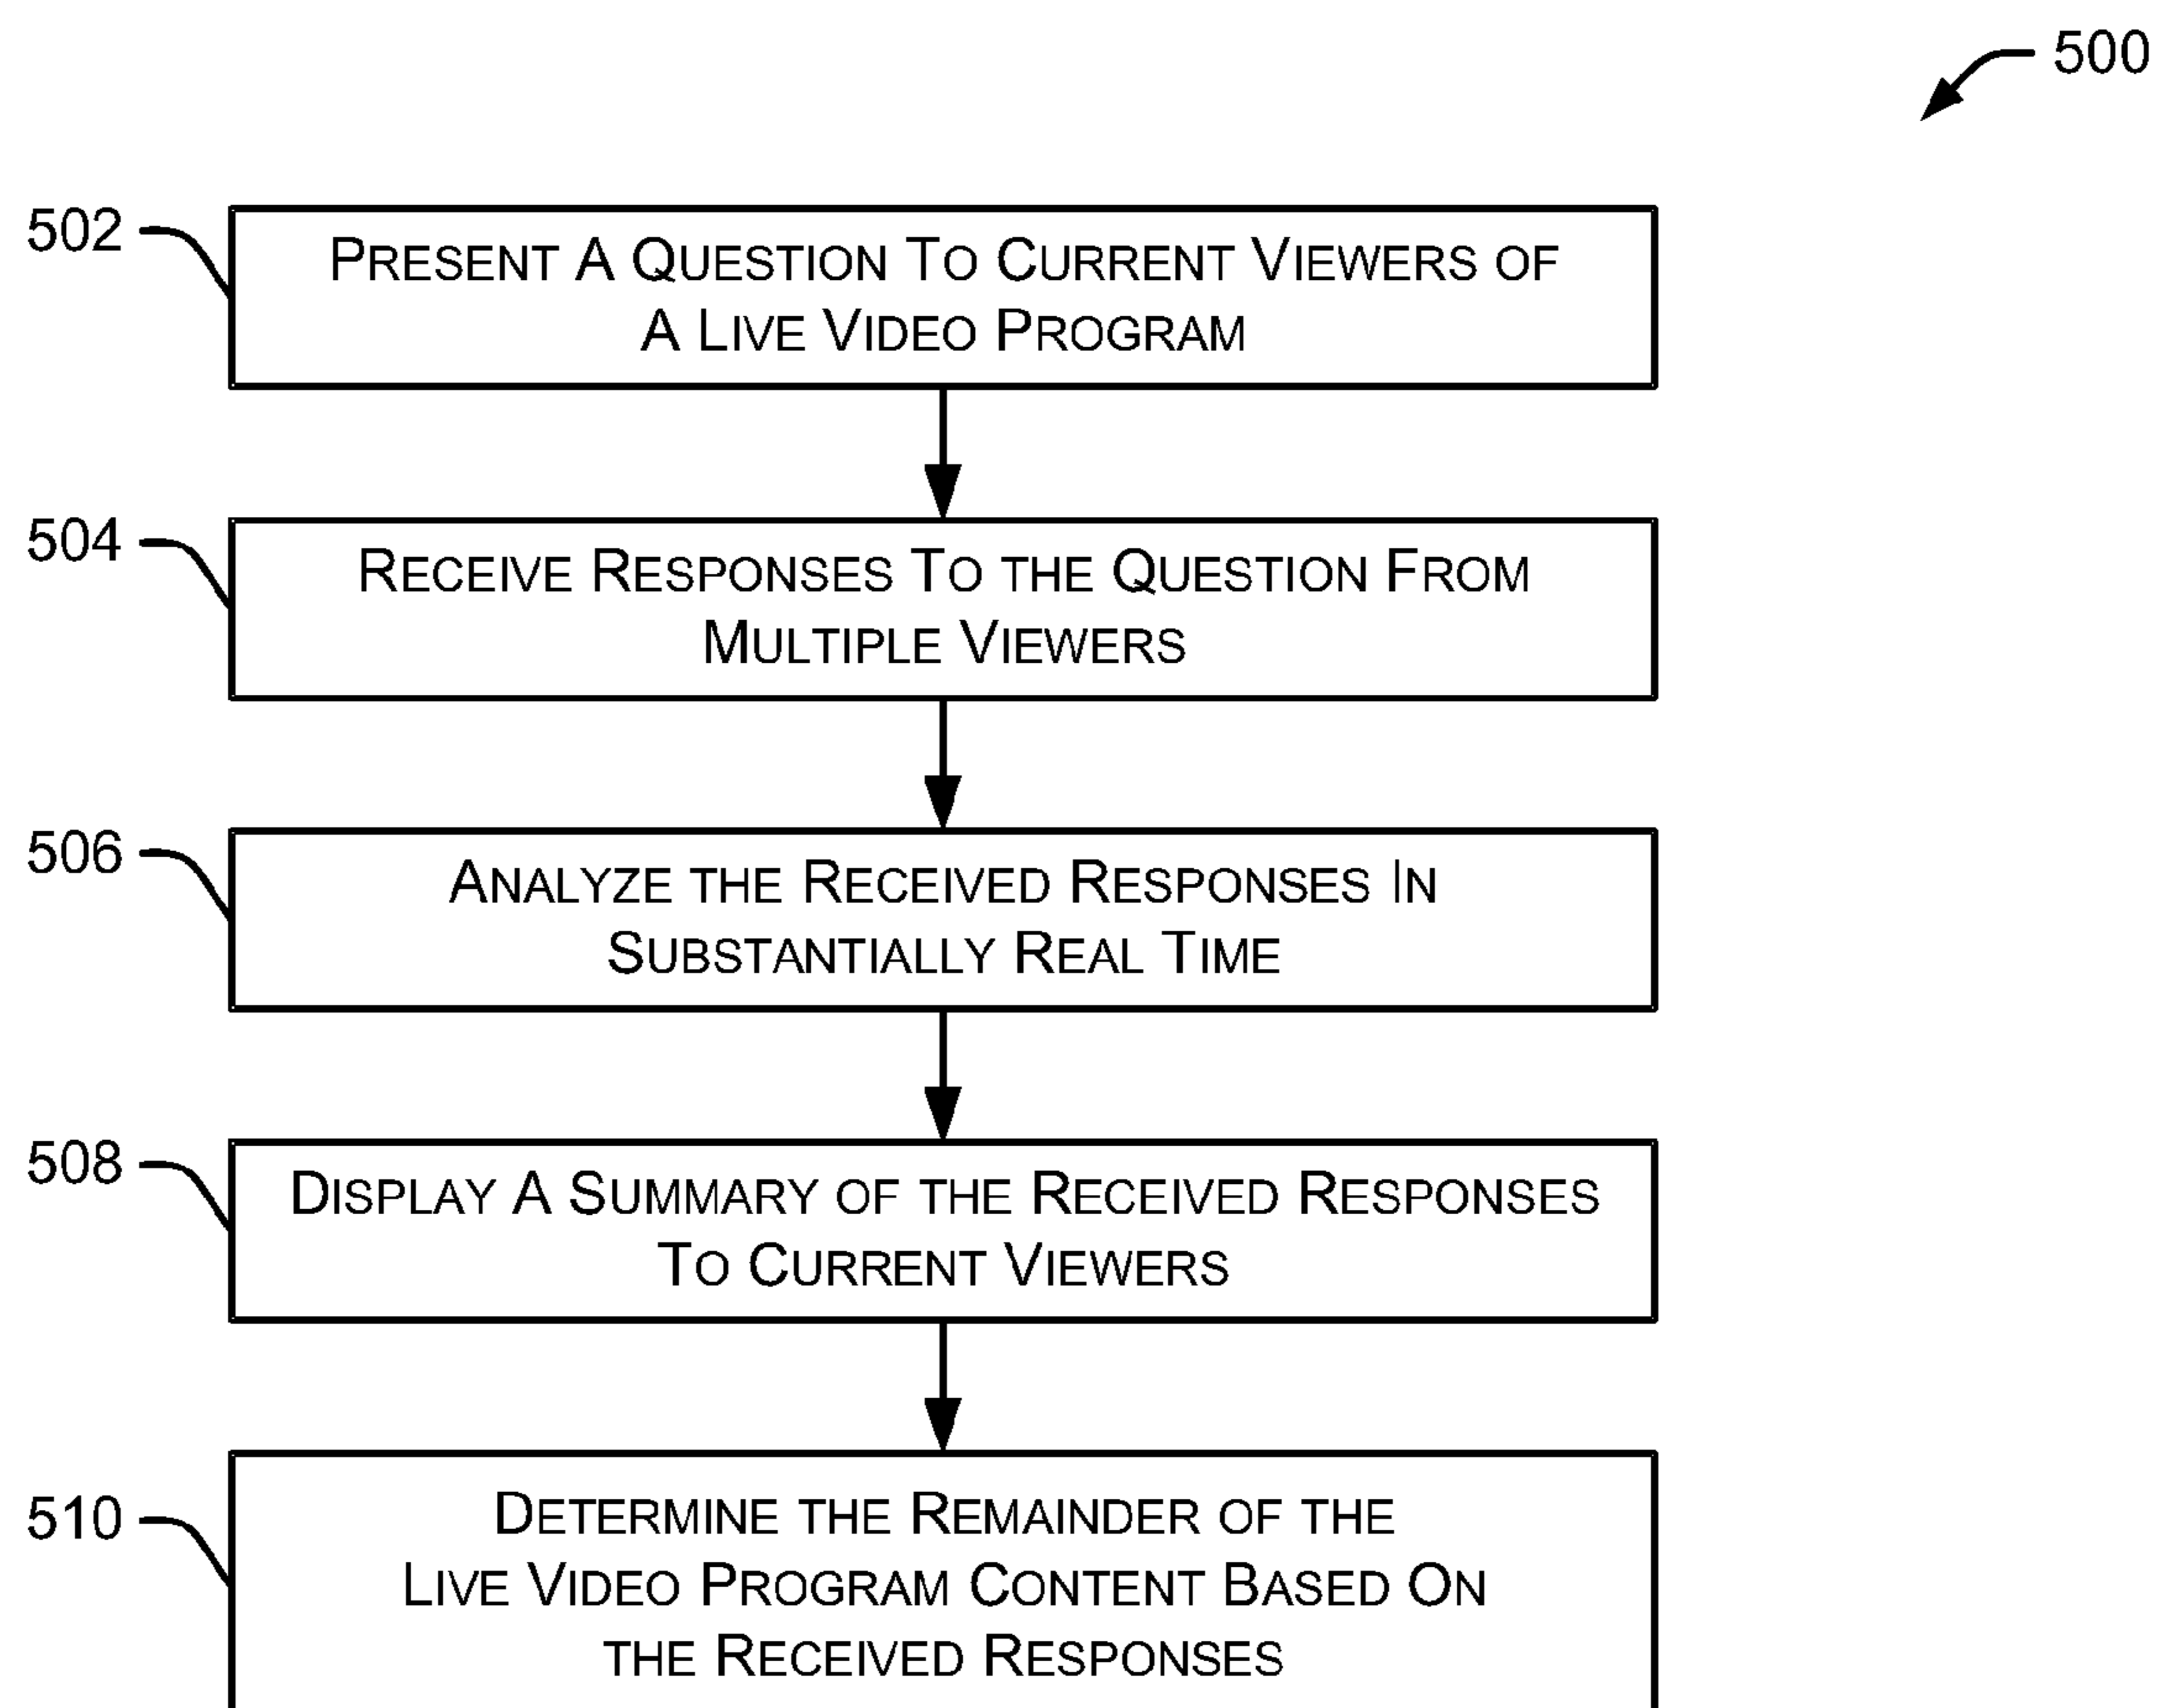 500
502
PRESENT A QUESTION TO CURRENT VIEWERS OF
A LIVE VIDEO PROGRAM
504
RECEIVE RESPONSES TO THE QUESTION FROM
MULTIPLE VIEWERS
506
ANALYZE THE RECEIVED RESPONSES IN
SUBSTANTIALLY REAL TIME
508
DISPLAY A SUMMARY OF THE RECEIVED RESPONSES
TO CURRENT VIEWERS
510
DETERMINE THE REMAINDER OF THE
LIVE VIDEO PROGRAM CONTENT BASED ON
THE RECEIVED RESPONSES